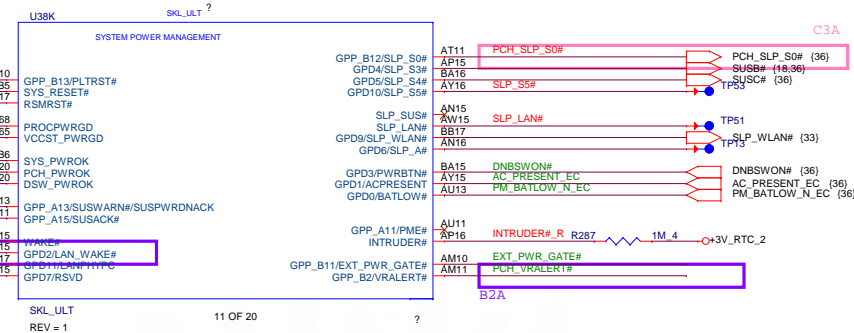 U38K
SKL_ULT ?
C3A
SYSTEM POWER MANAGEMENT
GPP_B12/SLP_S0# AT11 PCH_SLP_S0# PCH_SLP_S0# {36}
GPD4/SLP_S3# AP15 SUSB# {18,36}
10 GPP_B13/PLTRST# GPD5/SLP_S4# BA16 SUSC# {36}
B5 SYS_RESET# GPD10/SLP_S5# AY16 SLP_S5# TP53
17 RSMRST#
SLP_SUS# AN15
68 PROCPWRGD SLP_LAN# AW15 SLP_LAN# TP51
65 VCCST_PWRGD GPD9/SLP_WLAN# BB17 SLP_WLAN# {33}
GPD6/SLP_A# AN16 TP13
B6 SYS_PWROK
20 PCH_PWROK GPD3/PWRBTN# BA15 DNBSWON# DNBSWON# {36}
20 DSW_PWROK GPD1/ACPRESENT AY15 AC_PRESENT_EC AC_PRESENT_EC {36}
GPD0/BATLOW# AU13 PM_BATLOW_N_EC PM_BATLOW_N_EC {36}
13 GPP_A13/SUSWARN#/SUSPWRDNACK
11 GPP_A15/SUSACK#
GPP_A11/PME# AU11
15 WAKE# INTRUDER# AP16 INTRUDER#_R R287 1M_4 +3V_RTC_2
15 GPD2/LAN_WAKE#
17 GPD11/LANPHYPC GPP_B11/EXT_PWR_GATE# AM10 EXT_PWR_GATE#
15 GPD7/RSVD GPP_B2/VRALERT# AM11 PCH_VRALERT#
B2A
SKL_ULT
11 OF 20 ?
REV = 1